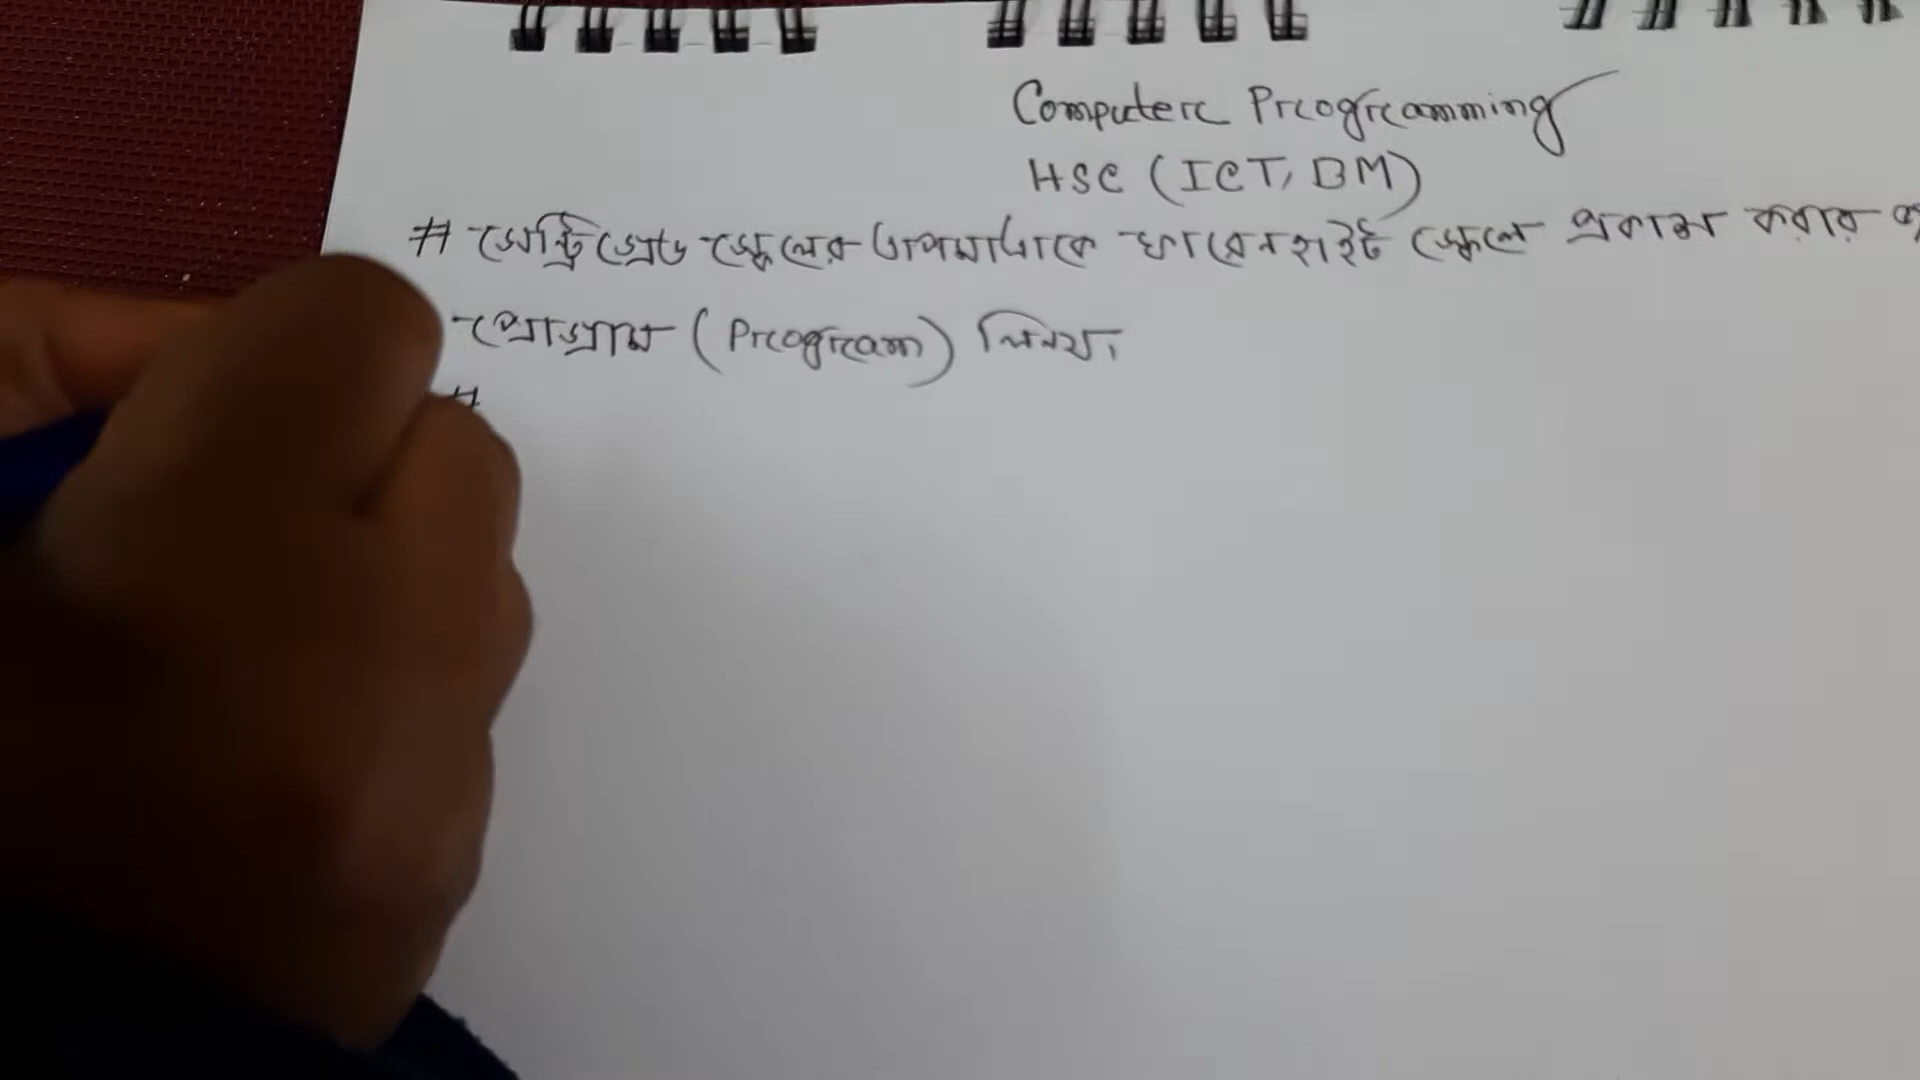 Computer Programming
HSC (ICT, BM)
# সেন্ট্রিগ্রেড স্কেলের তাপমাত্রাকে ফারেনহাইট স্কেলে প্রকাশ করার
প্রোগ্রাম (Program) লিখ।
#